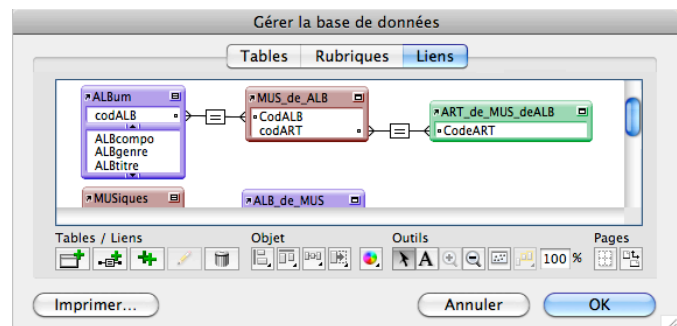 Gérer la base de données
Tables Rubriques Liens
ALBum
codALB
ALBcompo
ALBgenre
ALBtitre
MUS_de_ALB
CodALB
codART
ART_de_MUS_deALB
CodeART
MUSiques
ALB_de_MUS
Tables / Liens Objet Outils Pages
A 100 %
Imprimer... Annuler OK